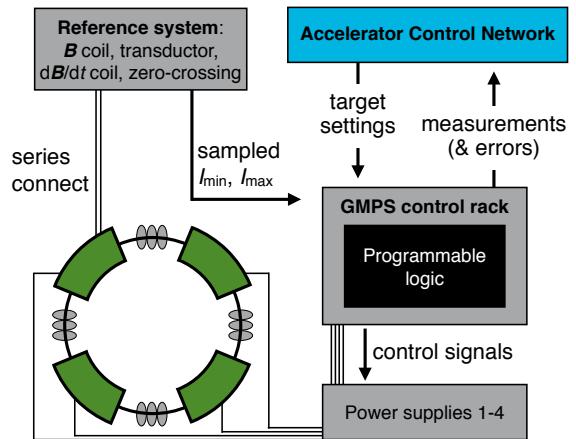 Reference system:
B coil, transductor,
dB/dt coil, zero-crossing
Accelerator Control Network
target
settings
measurements
(& errors)
series
connect
sampled
Imin, Imax
GMPS control rack
Programmable
logic
control signals
Power supplies 1-4